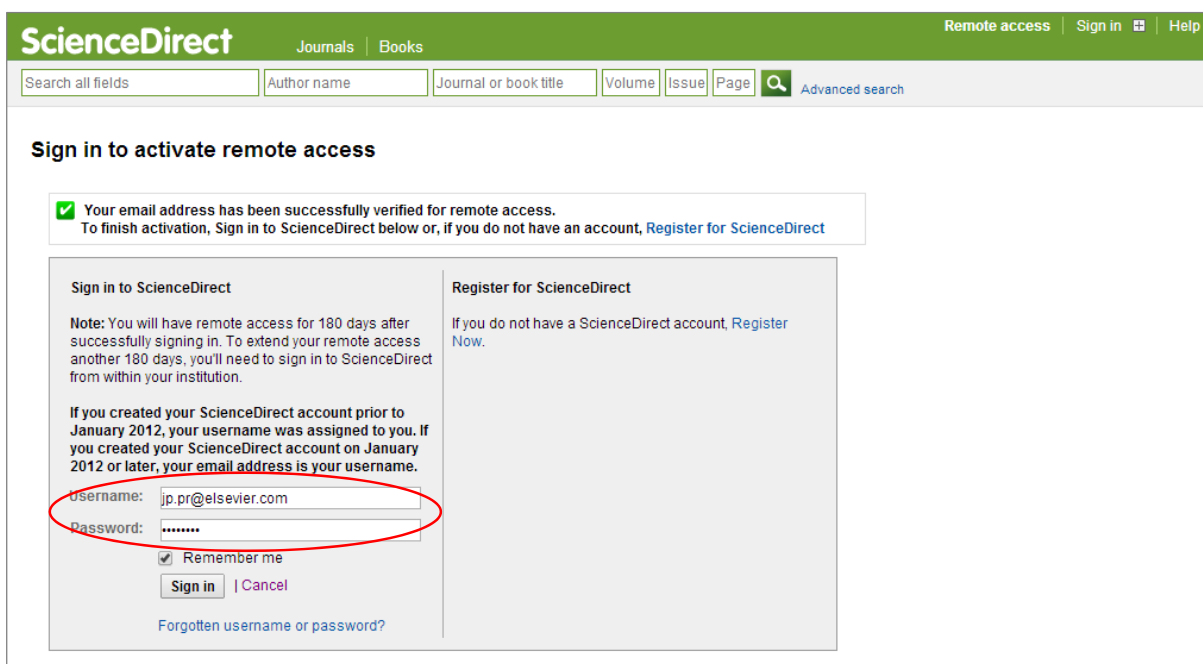 Remote access | Sign in | Help
ScienceDirect Journals | Books
Search all fields Author name Journal or book title Volume Issue Page Advanced search
Sign in to activate remote access
Your email address has been successfully verified for remote access.
To finish activation, Sign in to ScienceDirect below or, if you do not have an account, Register for ScienceDirect
Sign in to ScienceDirect
Note: You will have remote access for 180 days after
successfully signing in. To extend your remote access
another 180 days, you'll need to sign in to ScienceDirect
from within your institution.
If you created your ScienceDirect account prior to
January 2012, your username was assigned to you. If
you created your ScienceDirect account on January
2012 or later, your email address is your username.
Username: jp.pr@elsevier.com
Password: ••••••••
Remember me
Sign in | Cancel
Forgotten username or password?
Register for ScienceDirect
If you do not have a ScienceDirect account, Register
Now.